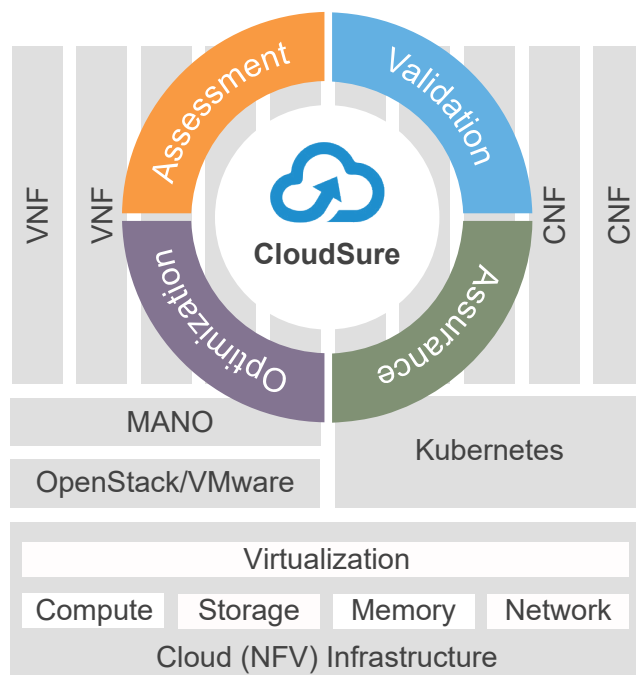 Assessment
Validation
VNF
VNF
CloudSure
CNF
CNF
Optimization
Assurance
MANO
Kubernetes
OpenStack/VMware
Virtualization
Compute
Storage
Memory
Network
Cloud (NFV) Infrastructure